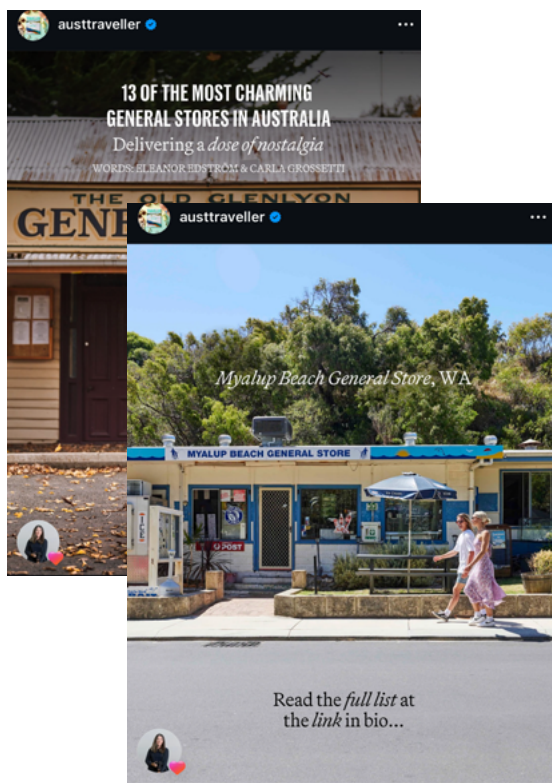 austtraveller
13 OF THE MOST CHARMING
GENERAL STORES IN AUSTRALIA
Delivering a dose of nostalgia
WORDS: ELEANOR EDSTRÖM & CARLA GROSSETTI
THE OLD GLENLYON
GENE
austtraveller
Myalup Beach General Store, WA
MYALUP BEACH GENERAL STORE
ICE
POST
Read the full list at
the link in bio...